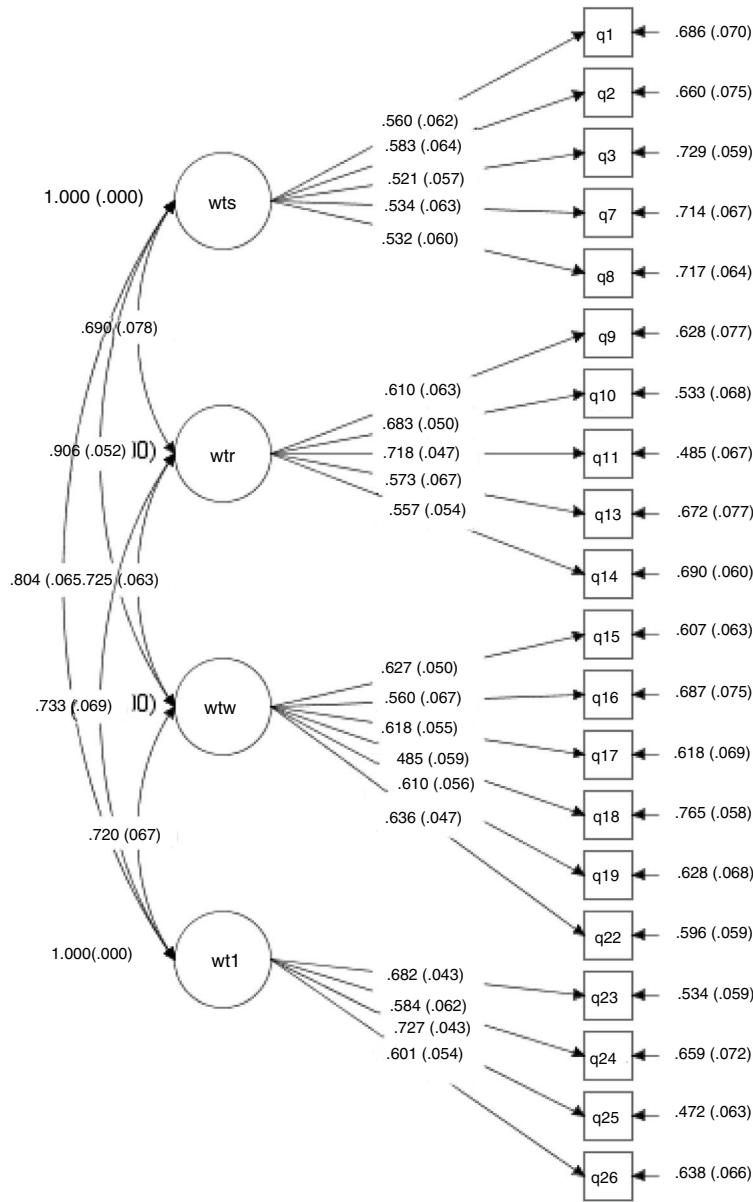 q1
.686 (.070)
q2
.660 (.075)
.560 (.062)
.583 (.064)
q3
.729 (.059)
.521 (.057)
1.000 (.000)
wts
.534 (.063)
q7
.714 (.067)
.532 (.060)
q8
.717 (.064)
.690 (.078)
q9
.628 (.077)
.610 (.063)
q10
.533 (.068)
.683 (.050)
.906 (.052)
00)
wtr
.718 (.047)
q11
.485 (.067)
.573 (.067)
.557 (.054)
q13
.672 (.077)
.804 (.065
.725 (.063)
q14
.690 (.060)
q15
.607 (.063)
.627 (.050)
.560 (.067)
q16
.687 (.075)
.733 (.069)
00)
wtw
.618 (.055)
q17
.618 (.069)
485 (.059)
.610 (.056)
.636 (.047)
q18
.765 (.058)
.720 (067)
q19
.628 (.068)
q22
.596 (.059)
1.000(.000)
wt1
.682 (.043)
q23
.534 (.059)
.584 (.062)
.727 (.043)
.601 (.054)
q24
.659 (.072)
q25
.472 (.063)
q26
.638 (.066)